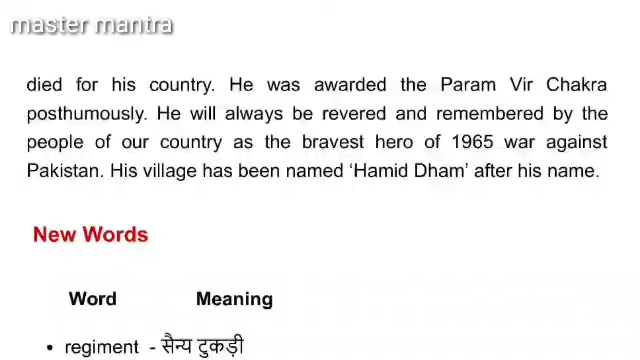 master mantra
died for his country. He was awarded the Param Vir Chakra
posthumously. He will always be revered and remembered by the
people of our country as the bravest hero of 1965 war against
Pakistan. His village has been named ‘Hamid Dham’ after his name.
New Words
Word Meaning
• regiment - सैन्य टुकड़ी